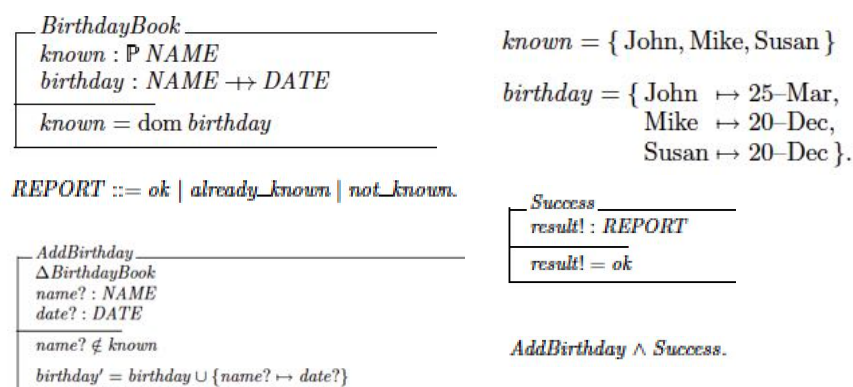 BirthdayBook
known : ℙ NAME
birthday : NAME ⇸ DATE
known = dom birthday
REPORT ::= ok | already_known | not_known.
AddBirthday
ΔBirthdayBook
name? : NAME
date? : DATE
name? ∉ known
birthday′ = birthday ∪ {name? ↦ date?}
known = { John, Mike, Susan }
birthday = { John ↦ 25–Mar,
Mike ↦ 20–Dec,
Susan ↦ 20–Dec }.
Success
result! : REPORT
result! = ok
AddBirthday ∧ Success.